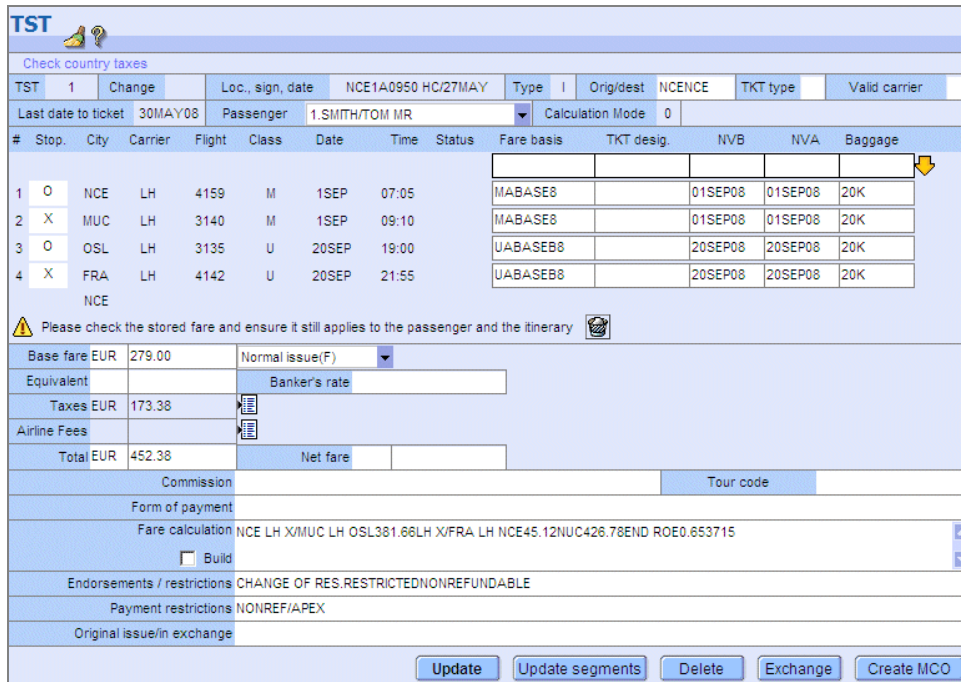 TST
Check country taxes
TST 1 Change Loc., sign, date NCE1A0950 HC/27MAY Type I Orig/dest NCENCE TKT type Valid carrier
Last date to ticket 30MAY08 Passenger 1.SMITH/TOM MR Calculation Mode 0
# Stop. City Carrier Flight Class Date Time Status Fare basis TKT desig. NVB NVA Baggage
1 O NCE LH 4159 M 1SEP 07:05 MABASE8 01SEP08 01SEP08 20K
2 X MUC LH 3140 M 1SEP 09:10 MABASE8 01SEP08 01SEP08 20K
3 O OSL LH 3135 U 20SEP 19:00 UABASEB8 20SEP08 20SEP08 20K
4 X FRA LH 4142 U 20SEP 21:55 UABASEB8 20SEP08 20SEP08 20K
NCE
Please check the stored fare and ensure it still applies to the passenger and the itinerary
Base fare EUR 279.00 Normal issue(F)
Equivalent Banker's rate
Taxes EUR 173.38
Airline Fees
Total EUR 452.38 Net fare
Commission Tour code
Form of payment
Fare calculation NCE LH X/MUC LH OSL381.66LH X/FRA LH NCE45.12NUC426.78END ROE0.653715
Build
Endorsements / restrictions CHANGE OF RES.RESTRICTEDNONREFUNDABLE
Payment restrictions NONREF/APEX
Original issue/in exchange
Update Update segments Delete Exchange Create MCO